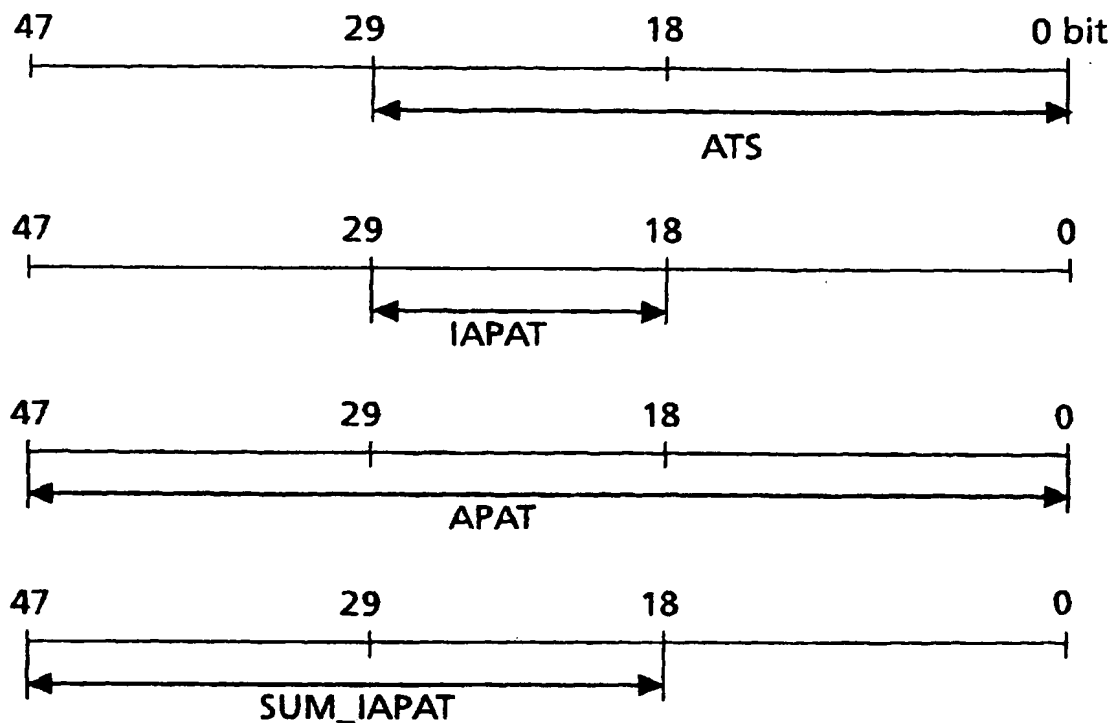 47 29 18 0 bit
ATS
47 29 18 0
IAPAT
47 29 18 0
APAT
47 29 18 0
SUM_IAPAT